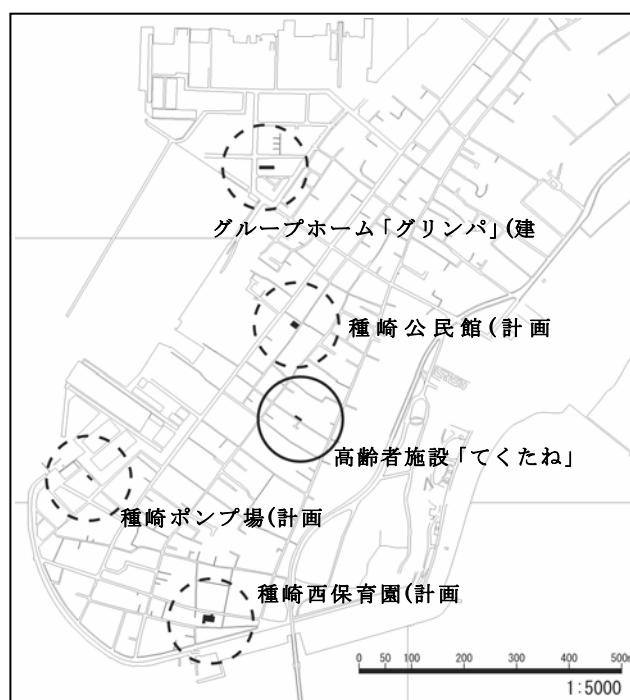 グループホーム「グリンパ」(建
種崎公民館(計画
高齢者施設「てくたね」
種崎ポンプ場(計画
種崎西保育園(計画
0 50 100 200 300 400 500m
1:5000